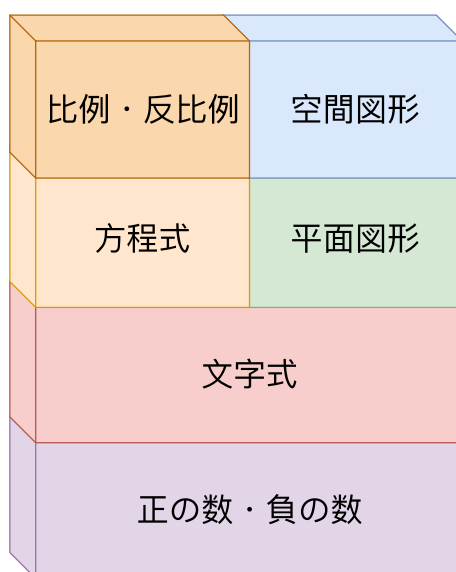 比例・反比例
空間図形
方程式
平面図形
文字式
正の数・負の数